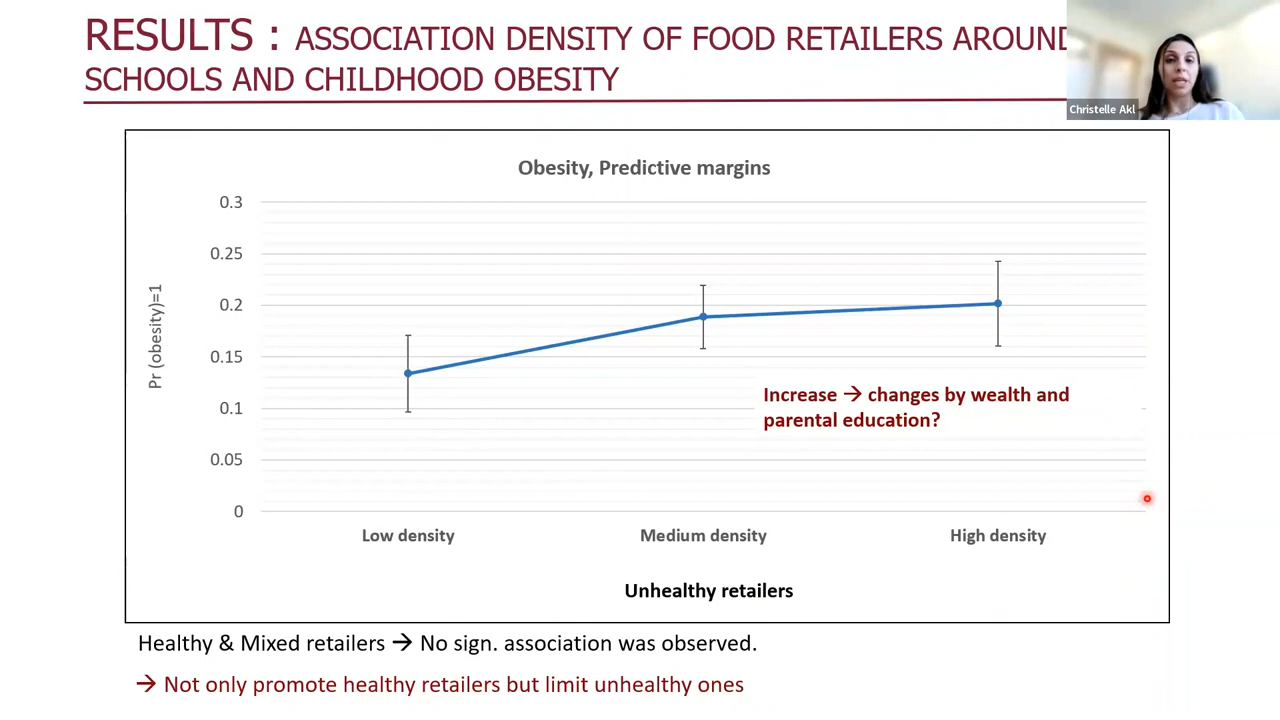 RESULTS : ASSOCIATION DENSITY OF FOOD RETAILERS AROUND
SCHOOLS AND CHILDHOOD OBESITY
Christelle Akl
Obesity, Predictive margins
0.3
0.25
0.2
0.15
0.1
0.05
0
Pr (obesity)=1
Increase → changes by wealth and
parental education?
Low density
Medium density
High density
Unhealthy retailers
Healthy & Mixed retailers → No sign. association was observed.
→ Not only promote healthy retailers but limit unhealthy ones